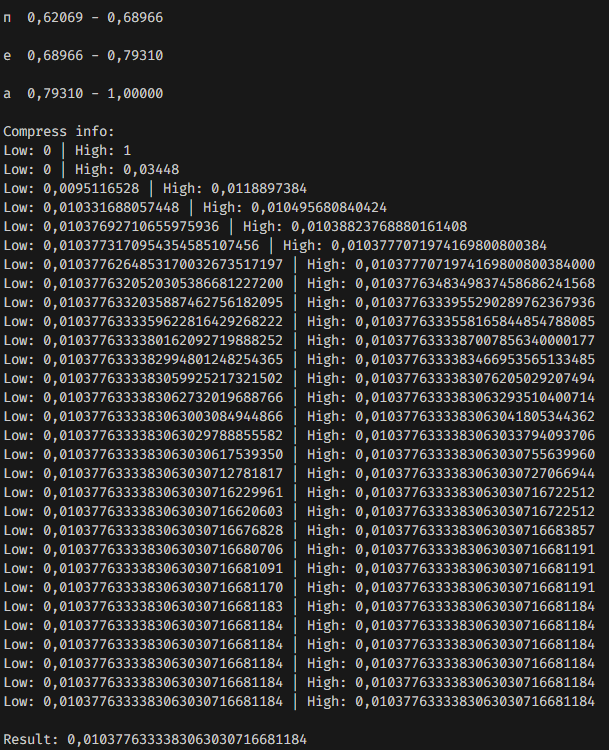 п  0,62069 - 0,68966
е  0,68966 - 0,79310
а  0,79310 - 1,00000
Compress info:
Low: 0 | High: 1
Low: 0 | High: 0,03448
Low: 0,0095116528 | High: 0,0118897384
Low: 0,010331688057448 | High: 0,010495680840424
Low: 0,01037692710655975936 | High: 0,01038823768880161408
Low: 0,0103773170954354585107456 | High: 0,0103777071974169800800384
Low: 0,0103776264853170032673517197 | High: 0,0103777071974169800800384000
Low: 0,0103776320520305386681227200 | High: 0,0103776348349837458686241568
Low: 0,0103776332035887462756182095 | High: 0,0103776333955290289762367936
Low: 0,0103776333359622816429268222 | High: 0,0103776333558165844854788085
Low: 0,0103776333380162092719888252 | High: 0,0103776333387007856340000177
Low: 0,0103776333382994801248254365 | High: 0,0103776333383466953565133485
Low: 0,0103776333383059925217321502 | High: 0,0103776333383076205029207494
Low: 0,0103776333383062732019688766 | High: 0,0103776333383063293510400714
Low: 0,0103776333383063003084944866 | High: 0,0103776333383063041805344362
Low: 0,0103776333383063029788855582 | High: 0,0103776333383063033794093706
Low: 0,0103776333383063030617539350 | High: 0,0103776333383063030755639960
Low: 0,0103776333383063030712781817 | High: 0,0103776333383063030727066944
Low: 0,0103776333383063030716229961 | High: 0,0103776333383063030716722512
Low: 0,0103776333383063030716620603 | High: 0,0103776333383063030716722512
Low: 0,0103776333383063030716676828 | High: 0,0103776333383063030716683857
Low: 0,0103776333383063030716680706 | High: 0,0103776333383063030716681191
Low: 0,0103776333383063030716681091 | High: 0,0103776333383063030716681191
Low: 0,0103776333383063030716681170 | High: 0,0103776333383063030716681191
Low: 0,0103776333383063030716681183 | High: 0,0103776333383063030716681184
Low: 0,0103776333383063030716681184 | High: 0,0103776333383063030716681184
Low: 0,0103776333383063030716681184 | High: 0,0103776333383063030716681184
Low: 0,0103776333383063030716681184 | High: 0,0103776333383063030716681184
Low: 0,0103776333383063030716681184 | High: 0,0103776333383063030716681184
Low: 0,0103776333383063030716681184 | High: 0,0103776333383063030716681184
Result: 0,0103776333383063030716681184